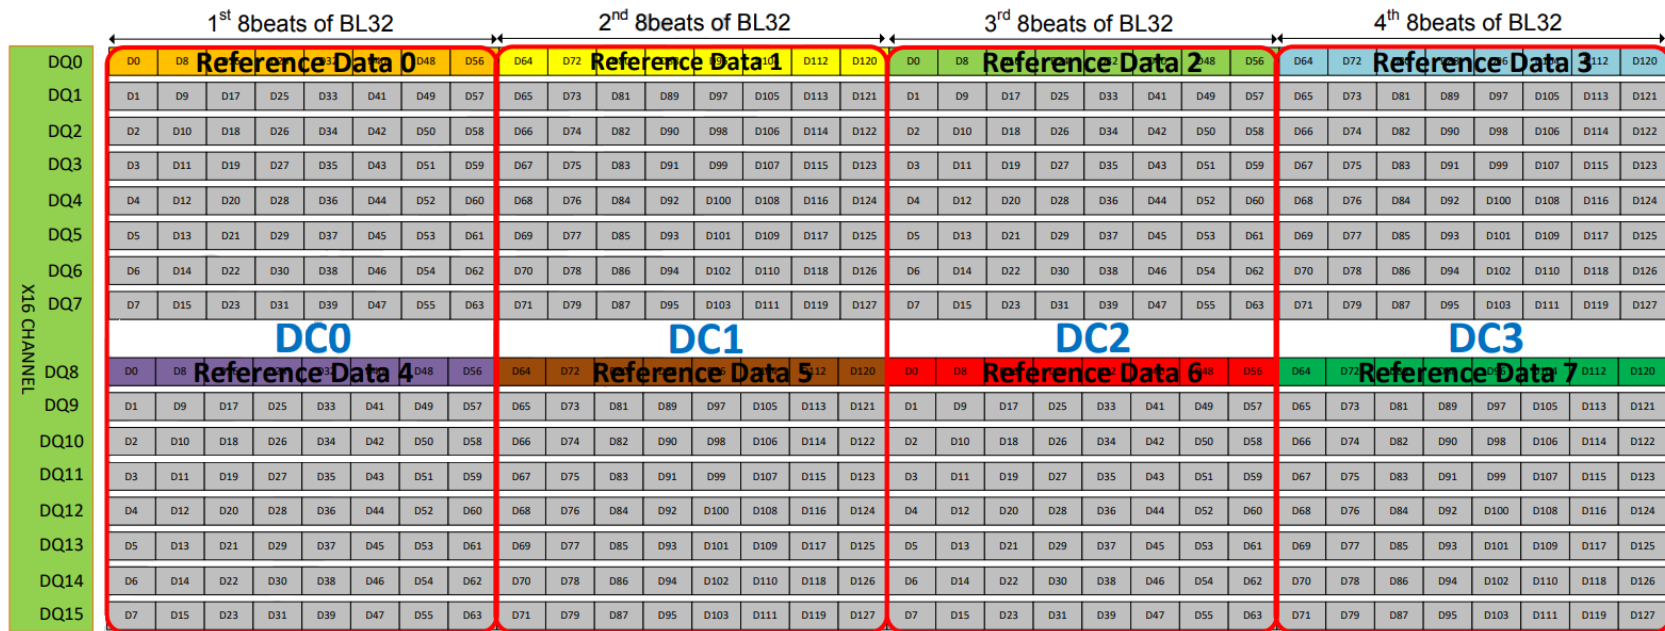 1st 8beats of BL32 2nd 8beats of BL32 3rd 8beats of BL32 4th 8beats of BL32
DQ0 D0 D8 Reference Data 0 D48 D56 D64 D72 Reference Data 1 D112 D120 D0 D8 Reference Data 2 D48 D56 D64 D72 Reference Data 3 D112 D120
DQ1 D1 D9 D17 D25 D33 D41 D49 D57 D65 D73 D81 D89 D97 D105 D113 D121 D1 D9 D17 D25 D33 D41 D49 D57 D65 D73 D81 D89 D97 D105 D113 D121
DQ2 D2 D10 D18 D26 D34 D42 D50 D58 D66 D74 D82 D90 D98 D106 D114 D122 D2 D10 D18 D26 D34 D42 D50 D58 D66 D74 D82 D90 D98 D106 D114 D122
DQ3 D3 D11 D19 D27 D35 D43 D51 D59 D67 D75 D83 D91 D99 D107 D115 D123 D3 D11 D19 D27 D35 D43 D51 D59 D67 D75 D83 D91 D99 D107 D115 D123
DQ4 D4 D12 D20 D28 D36 D44 D52 D60 D68 D76 D84 D92 D100 D108 D116 D124 D4 D12 D20 D28 D36 D44 D52 D60 D68 D76 D84 D92 D100 D108 D116 D124
DQ5 D5 D13 D21 D29 D37 D45 D53 D61 D69 D77 D85 D93 D101 D109 D117 D125 D5 D13 D21 D29 D37 D45 D53 D61 D69 D77 D85 D93 D101 D109 D117 D125
DQ6 D6 D14 D22 D30 D38 D46 D54 D62 D70 D78 D86 D94 D102 D110 D118 D126 D6 D14 D22 D30 D38 D46 D54 D62 D70 D78 D86 D94 D102 D110 D118 D126
DQ7 D7 D15 D23 D31 D39 D47 D55 D63 D71 D79 D87 D95 D103 D111 D119 D127 D7 D15 D23 D31 D39 D47 D55 D63 D71 D79 D87 D95 D103 D111 D119 D127
X16 CHANNEL
DC0 DC1 DC2 DC3
DQ8 D0 D8 Reference Data 4 D48 D56 D64 D72 Reference Data 5 D112 D120 D0 D8 Reference Data 6 D48 D56 D64 D72 Reference Data 7 D112 D120
DQ9 D1 D9 D17 D25 D33 D41 D49 D57 D65 D73 D81 D89 D97 D105 D113 D121 D1 D9 D17 D25 D33 D41 D49 D57 D65 D73 D81 D89 D97 D105 D113 D121
DQ10 D2 D10 D18 D26 D34 D42 D50 D58 D66 D74 D82 D90 D98 D106 D114 D122 D2 D10 D18 D26 D34 D42 D50 D58 D66 D74 D82 D90 D98 D106 D114 D122
DQ11 D3 D11 D19 D27 D35 D43 D51 D59 D67 D75 D83 D91 D99 D107 D115 D123 D3 D11 D19 D27 D35 D43 D51 D59 D67 D75 D83 D91 D99 D107 D115 D123
DQ12 D4 D12 D20 D28 D36 D44 D52 D60 D68 D76 D84 D92 D100 D108 D116 D124 D4 D12 D20 D28 D36 D44 D52 D60 D68 D76 D84 D92 D100 D108 D116 D124
DQ13 D5 D13 D21 D29 D37 D45 D53 D61 D69 D77 D85 D93 D101 D109 D117 D125 D5 D13 D21 D29 D37 D45 D53 D61 D69 D77 D85 D93 D101 D109 D117 D125
DQ14 D6 D14 D22 D30 D38 D46 D54 D62 D70 D78 D86 D94 D102 D110 D118 D126 D6 D14 D22 D30 D38 D46 D54 D62 D70 D78 D86 D94 D102 D110 D118 D126
DQ15 D7 D15 D23 D31 D39 D47 D55 D63 D71 D79 D87 D95 D103 D111 D119 D127 D7 D15 D23 D31 D39 D47 D55 D63 D71 D79 D87 D95 D103 D111 D119 D127